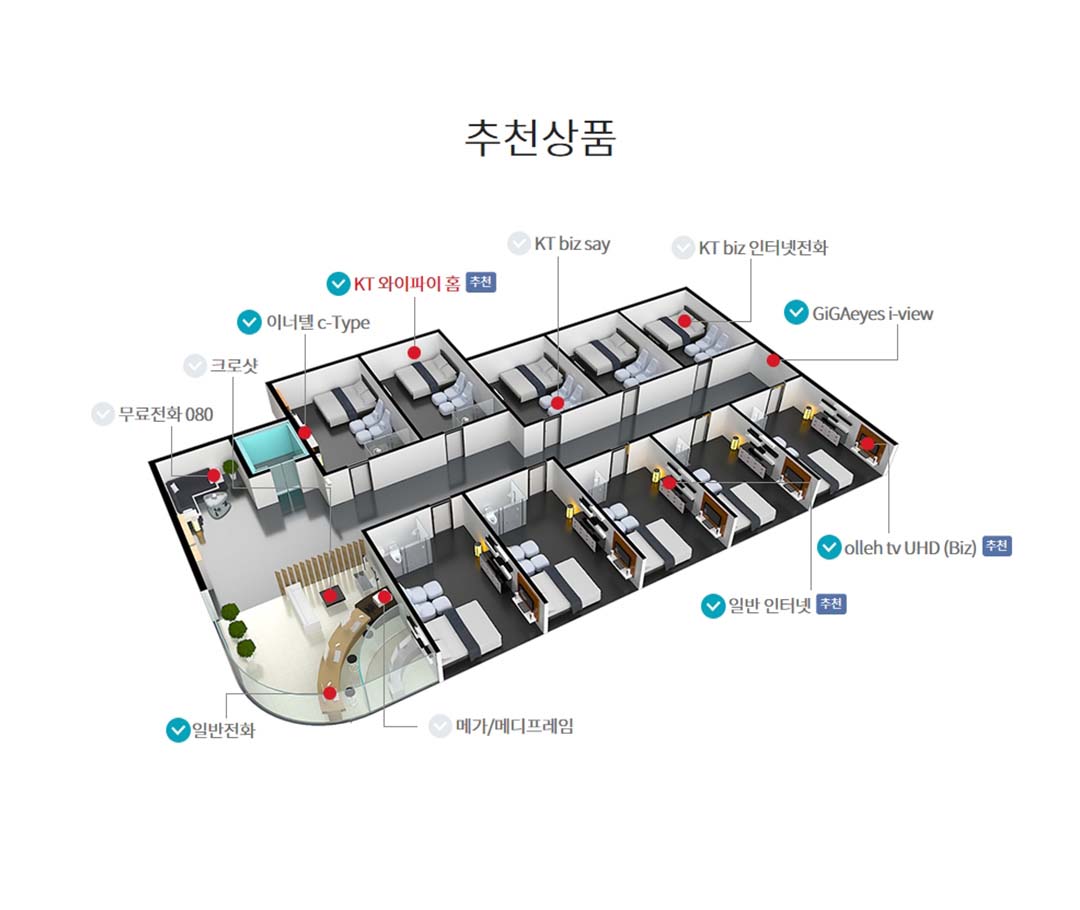 추천상품
KT biz say
KT biz 인터넷전화
KT 와이파이 홈 추천
GiGAeyes i-view
이너텔 c-Type
크로샷
무료전화 080
olleh tv UHD (Biz) 추천
일반 인터넷 추천
일반전화
메가/메디프레임